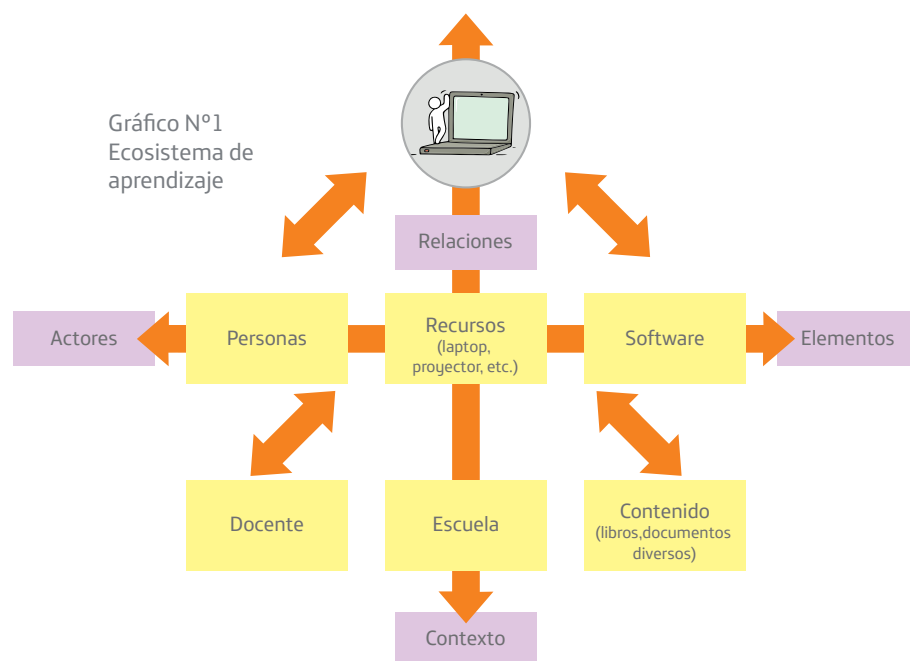 Gráfico Nº1
Ecosistema de
aprendizaje
Relaciones
Actores
Personas
Recursos
(laptop,
proyector, etc.)
Software
Elementos
Docente
Escuela
Contenido
(libros,documentos
diversos)
Contexto